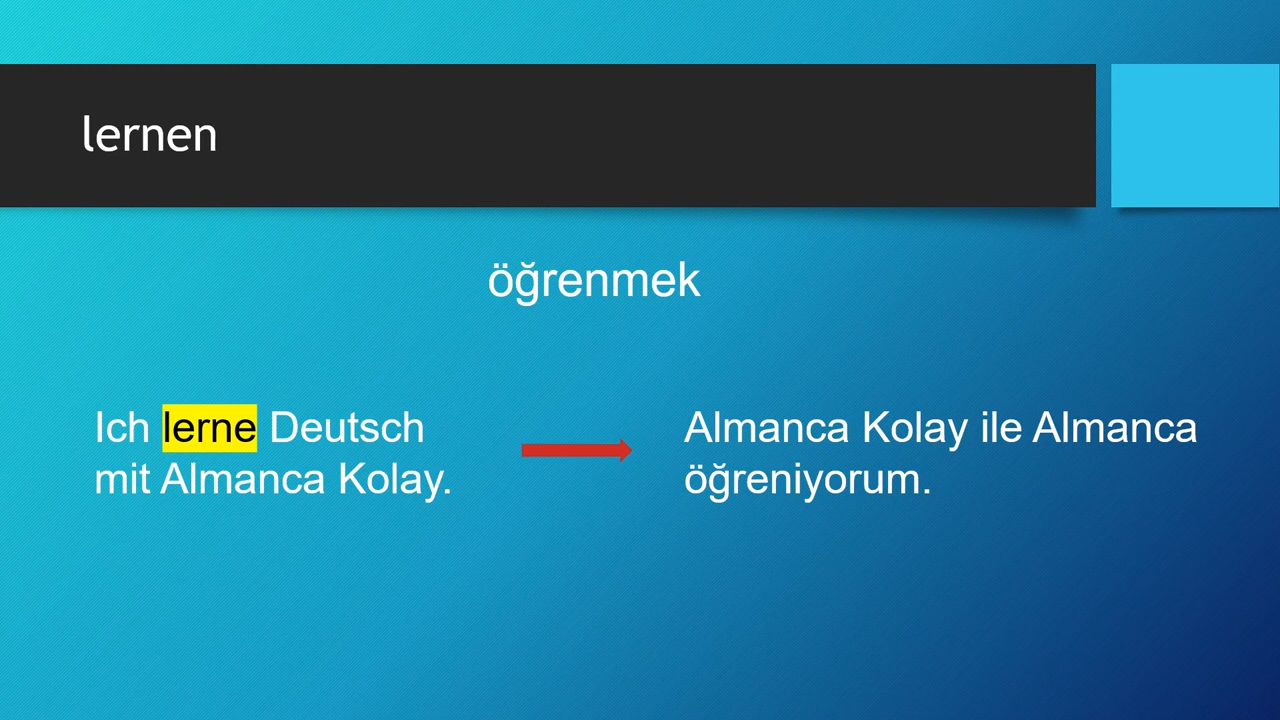 lernen
öğrenmek
Ich lerne Deutsch
mit Almanca Kolay.
Almanca Kolay ile Almanca
öğreniyorum.